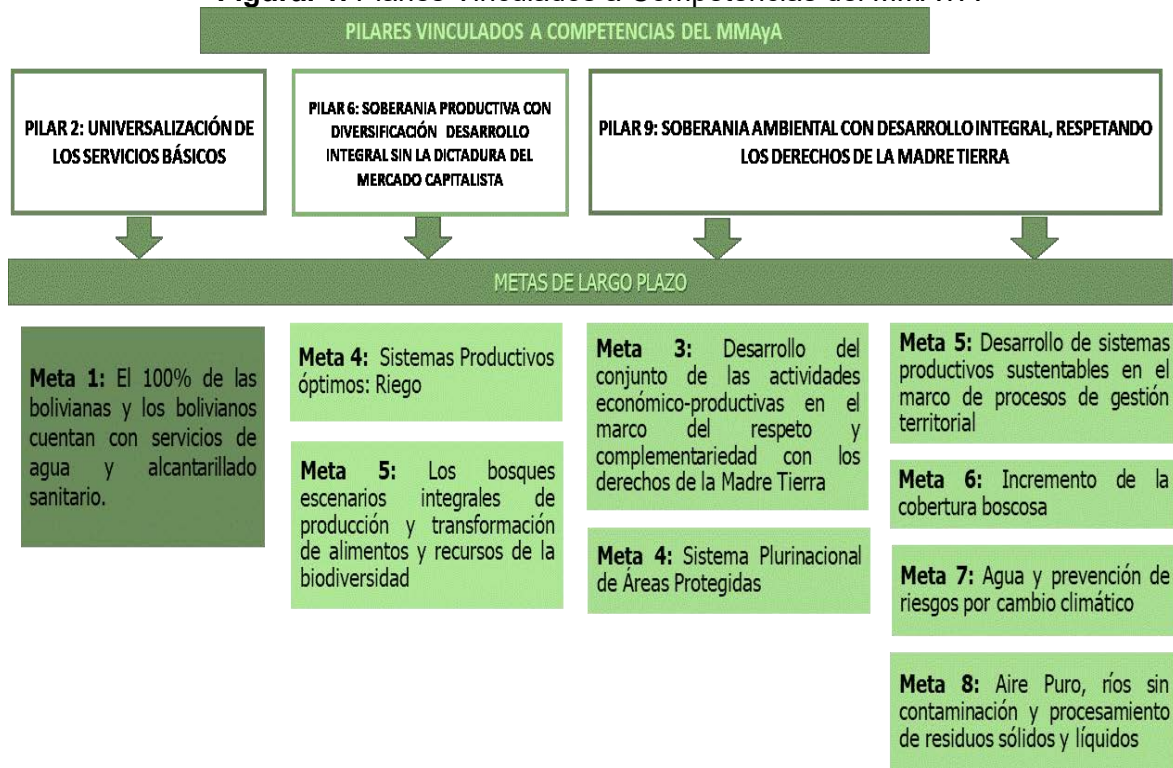 PILARES VINCULADOS A COMPETENCIAS DEL MMAyA
PILAR 2: UNIVERSALIZACIÓN DE
LOS SERVICIOS BÁSICOS
PILAR 6: SOBERANIA PRODUCTIVA CON
DIVERSIFICACIÓN DESARROLLO
INTEGRAL SIN LA DICTADURA DEL
MERCADO CAPITALISTA
PILAR 9: SOBERANIA AMBIENTAL CON DESARROLLO INTEGRAL, RESPETANDO
LOS DERECHOS DE LA MADRE TIERRA
METAS DE LARGO PLAZO
Meta 1: El 100% de las
bolivianas y los bolivianos
cuentan con servicios de
agua y alcantarillado
sanitario.
Meta 4: Sistemas Productivos
óptimos: Riego
Meta 5: Los bosques
escenarios integrales de
producción y transformación
de alimentos y recursos de la
biodiversidad
Meta 3: Desarrollo del
conjunto de las actividades
económico-productivas en el
marco del respeto y
complementariedad con los
derechos de la Madre Tierra
Meta 4: Sistema Plurinacional
de Áreas Protegidas
Meta 5: Desarrollo de sistemas
productivos sustentables en el
marco de procesos de gestión
territorial
Meta 6: Incremento de la
cobertura boscosa
Meta 7: Agua y prevención de
riesgos por cambio climático
Meta 8: Aire Puro, ríos sin
contaminación y procesamiento
de residuos sólidos y líquidos